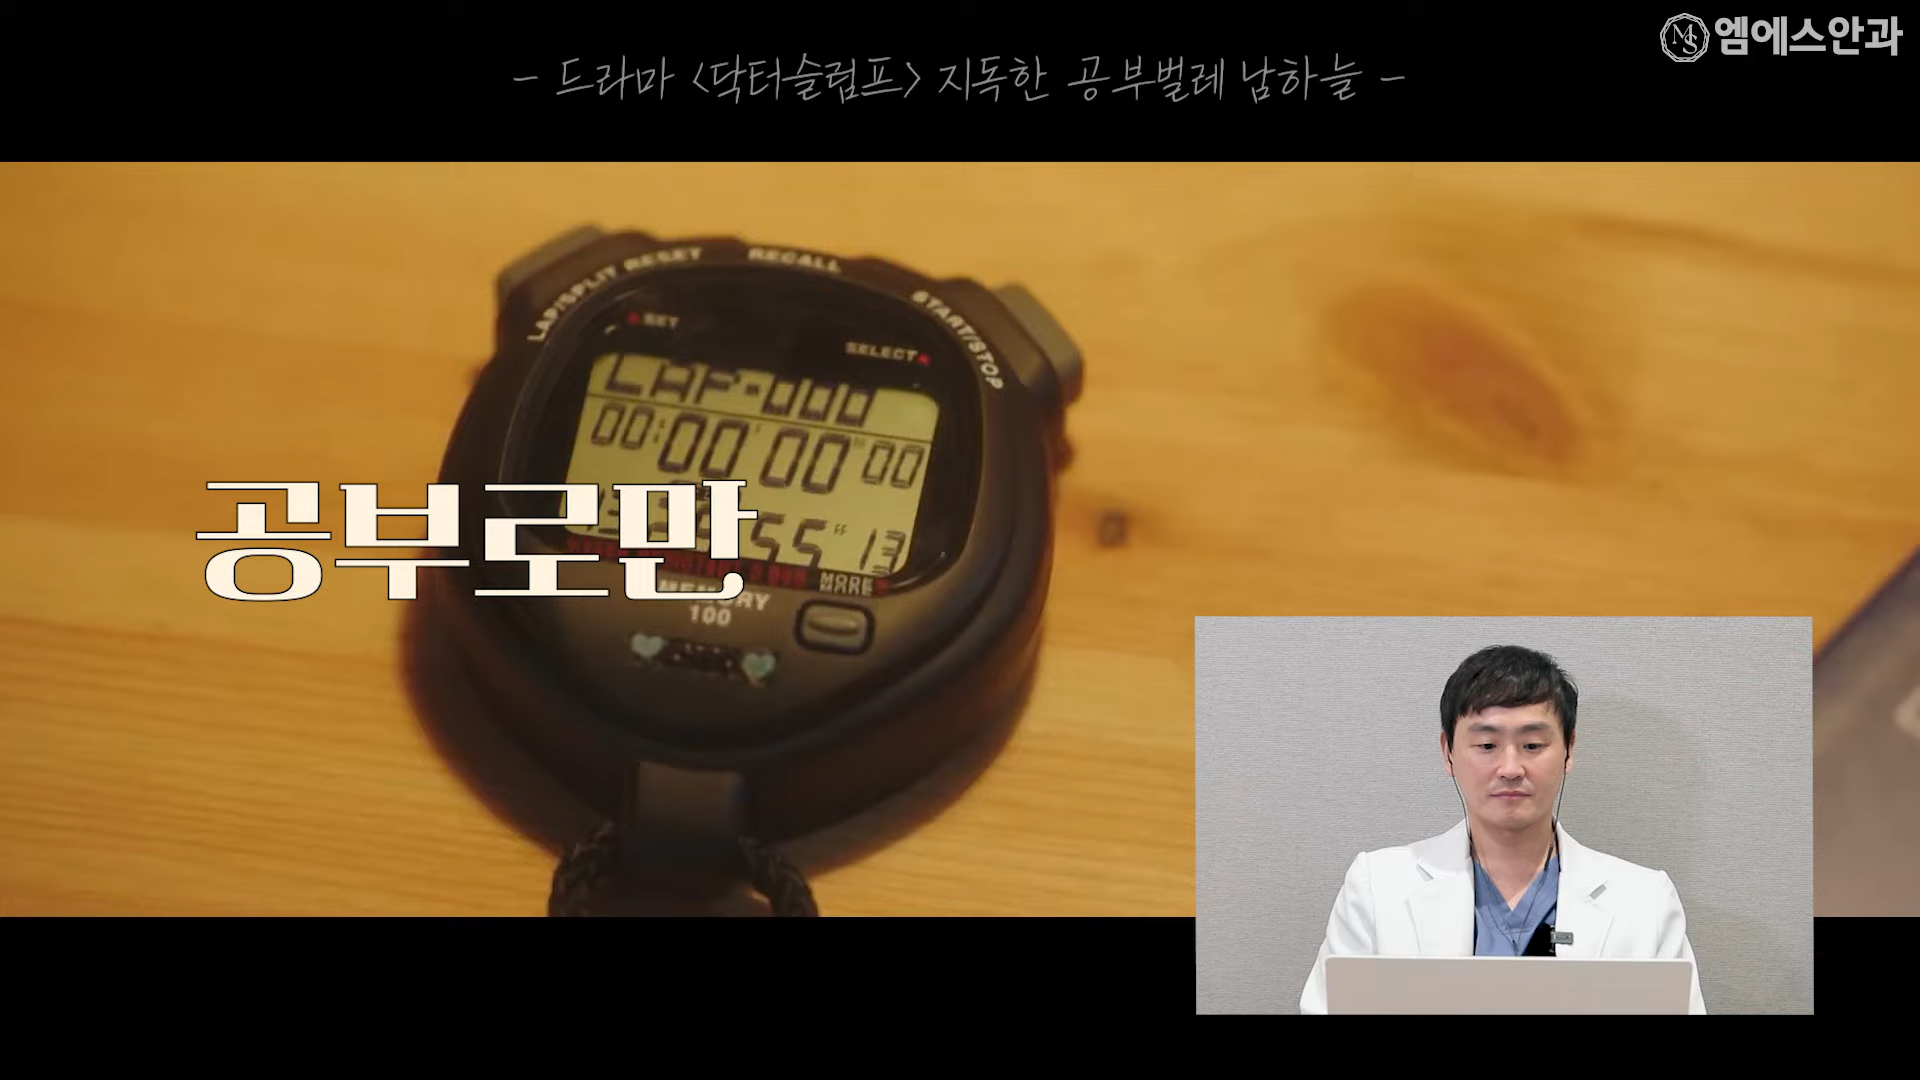 MS 엠에스안과
- 드라마 <닥터슬럼프> 지독한 공부벌레 남하늘 -
LAP/SPLIT RESET
RECALL
START/STOP
SET
SELECT
LAP-000
00:00'00"00
공부로만
55" 13
MORE
MEMORY
100